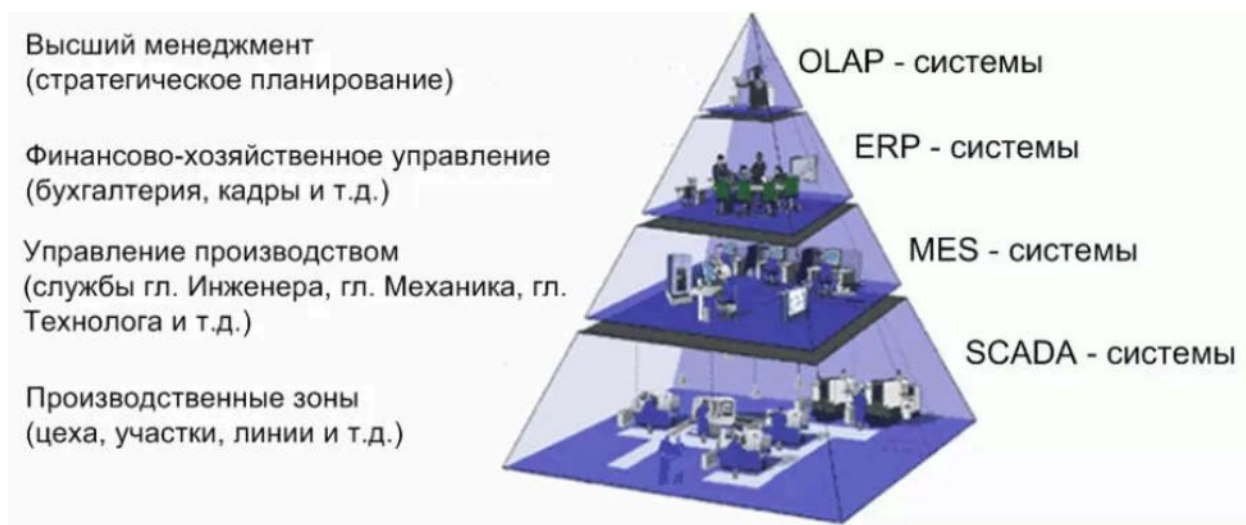 Высший менеджмент
(стратегическое планирование)
OLAP - системы
Финансово-хозяйственное управление
(бухгалтерия, кадры и т.д.)
ERP - системы
Управление производством
(службы гл. Инженера, гл. Механика, гл.
Технолога и т.д.)
MES - системы
Производственные зоны
(цеха, участки, линии и т.д.)
SCADA - системы